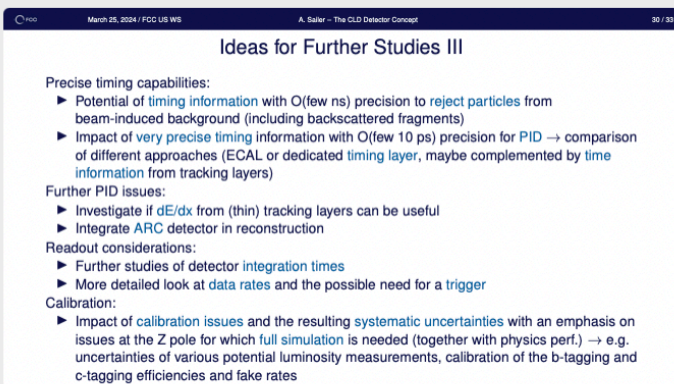 FCC March 25, 2024 / FCC US WS A. Sailer – The CLD Detector Concept 30 / 33
Ideas for Further Studies III
Precise timing capabilities:
▶ Potential of timing information with O(few ns) precision to reject particles from
beam-induced background (including backscattered fragments)
▶ Impact of very precise timing information with O(few 10 ps) precision for PID → comparison
of different approaches (ECAL or dedicated timing layer, maybe complemented by time
information from tracking layers)
Further PID issues:
▶ Investigate if dE/dx from (thin) tracking layers can be useful
▶ Integrate ARC detector in reconstruction
Readout considerations:
▶ Further studies of detector integration times
▶ More detailed look at data rates and the possible need for a trigger
Calibration:
▶ Impact of calibration issues and the resulting systematic uncertainties with an emphasis on
issues at the Z pole for which full simulation is needed (together with physics perf.) → e.g.
uncertainties of various potential luminosity measurements, calibration of the b-tagging and
c-tagging efficiencies and fake rates